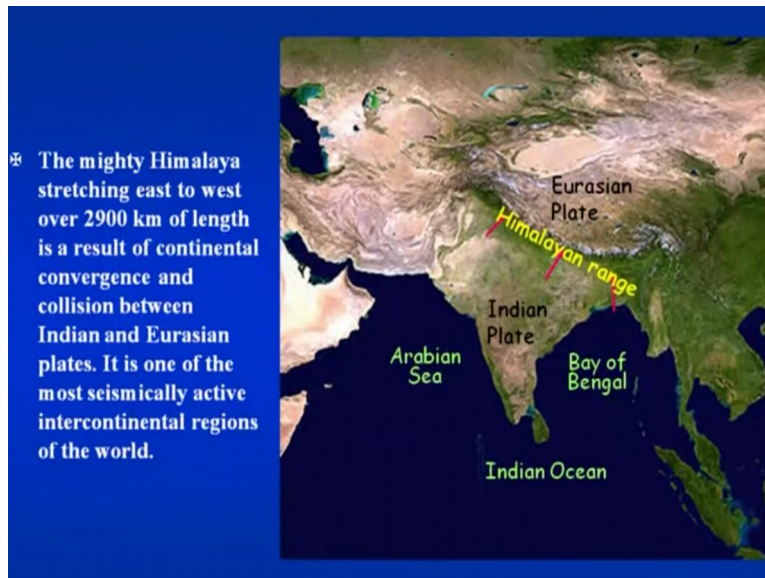 ✠ The mighty Himalaya
stretching east to west
over 2900 km of length
is a result of continental
convergence and
collision between
Indian and Eurasian
plates. It is one of the
most seismically active
intercontinental regions
of the world.
Eurasian
Plate
Himalayan range
Indian
Plate
Arabian
Sea
Bay of
Bengal
Indian Ocean